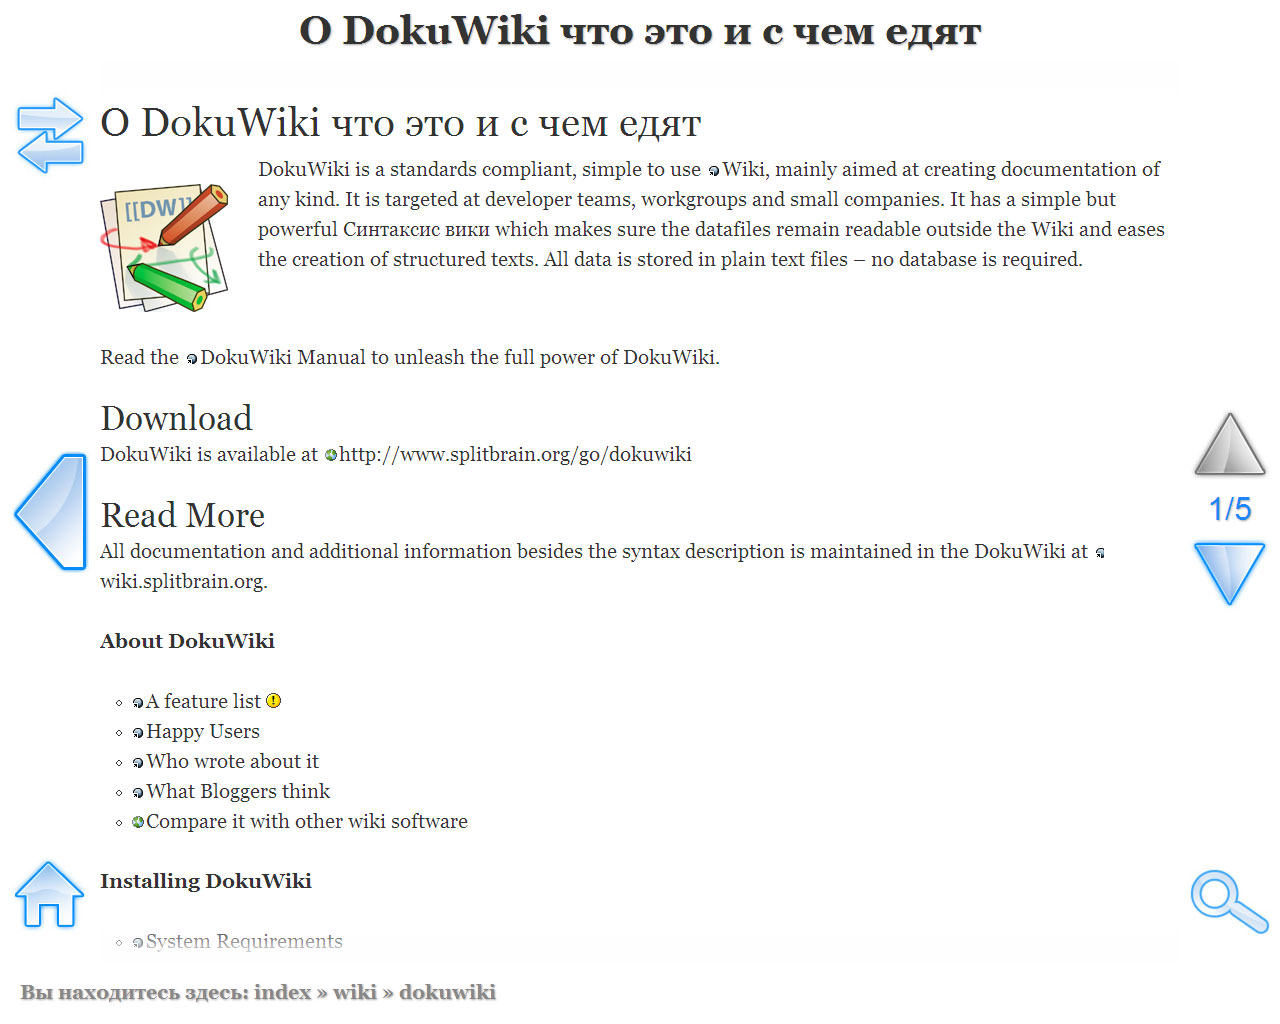 О DokuWiki что это и с чем едят
О DokuWiki что это и с чем едят
[[DW]]
DokuWiki is a standards compliant, simple to use Wiki, mainly aimed at creating documentation of
any kind. It is targeted at developer teams, workgroups and small companies. It has a simple but
powerful Синтаксис вики which makes sure the datafiles remain readable outside the Wiki and eases
the creation of structured texts. All data is stored in plain text files – no database is required.
Read the DokuWiki Manual to unleash the full power of DokuWiki.
Download
DokuWiki is available at http://www.splitbrain.org/go/dokuwiki
Read More
1/5
All documentation and additional information besides the syntax description is maintained in the DokuWiki at
wiki.splitbrain.org.
About DokuWiki
A feature list
Happy Users
Who wrote about it
What Bloggers think
Compare it with other wiki software
Installing DokuWiki
System Requirements
Вы находитесь здесь: index » wiki » dokuwiki